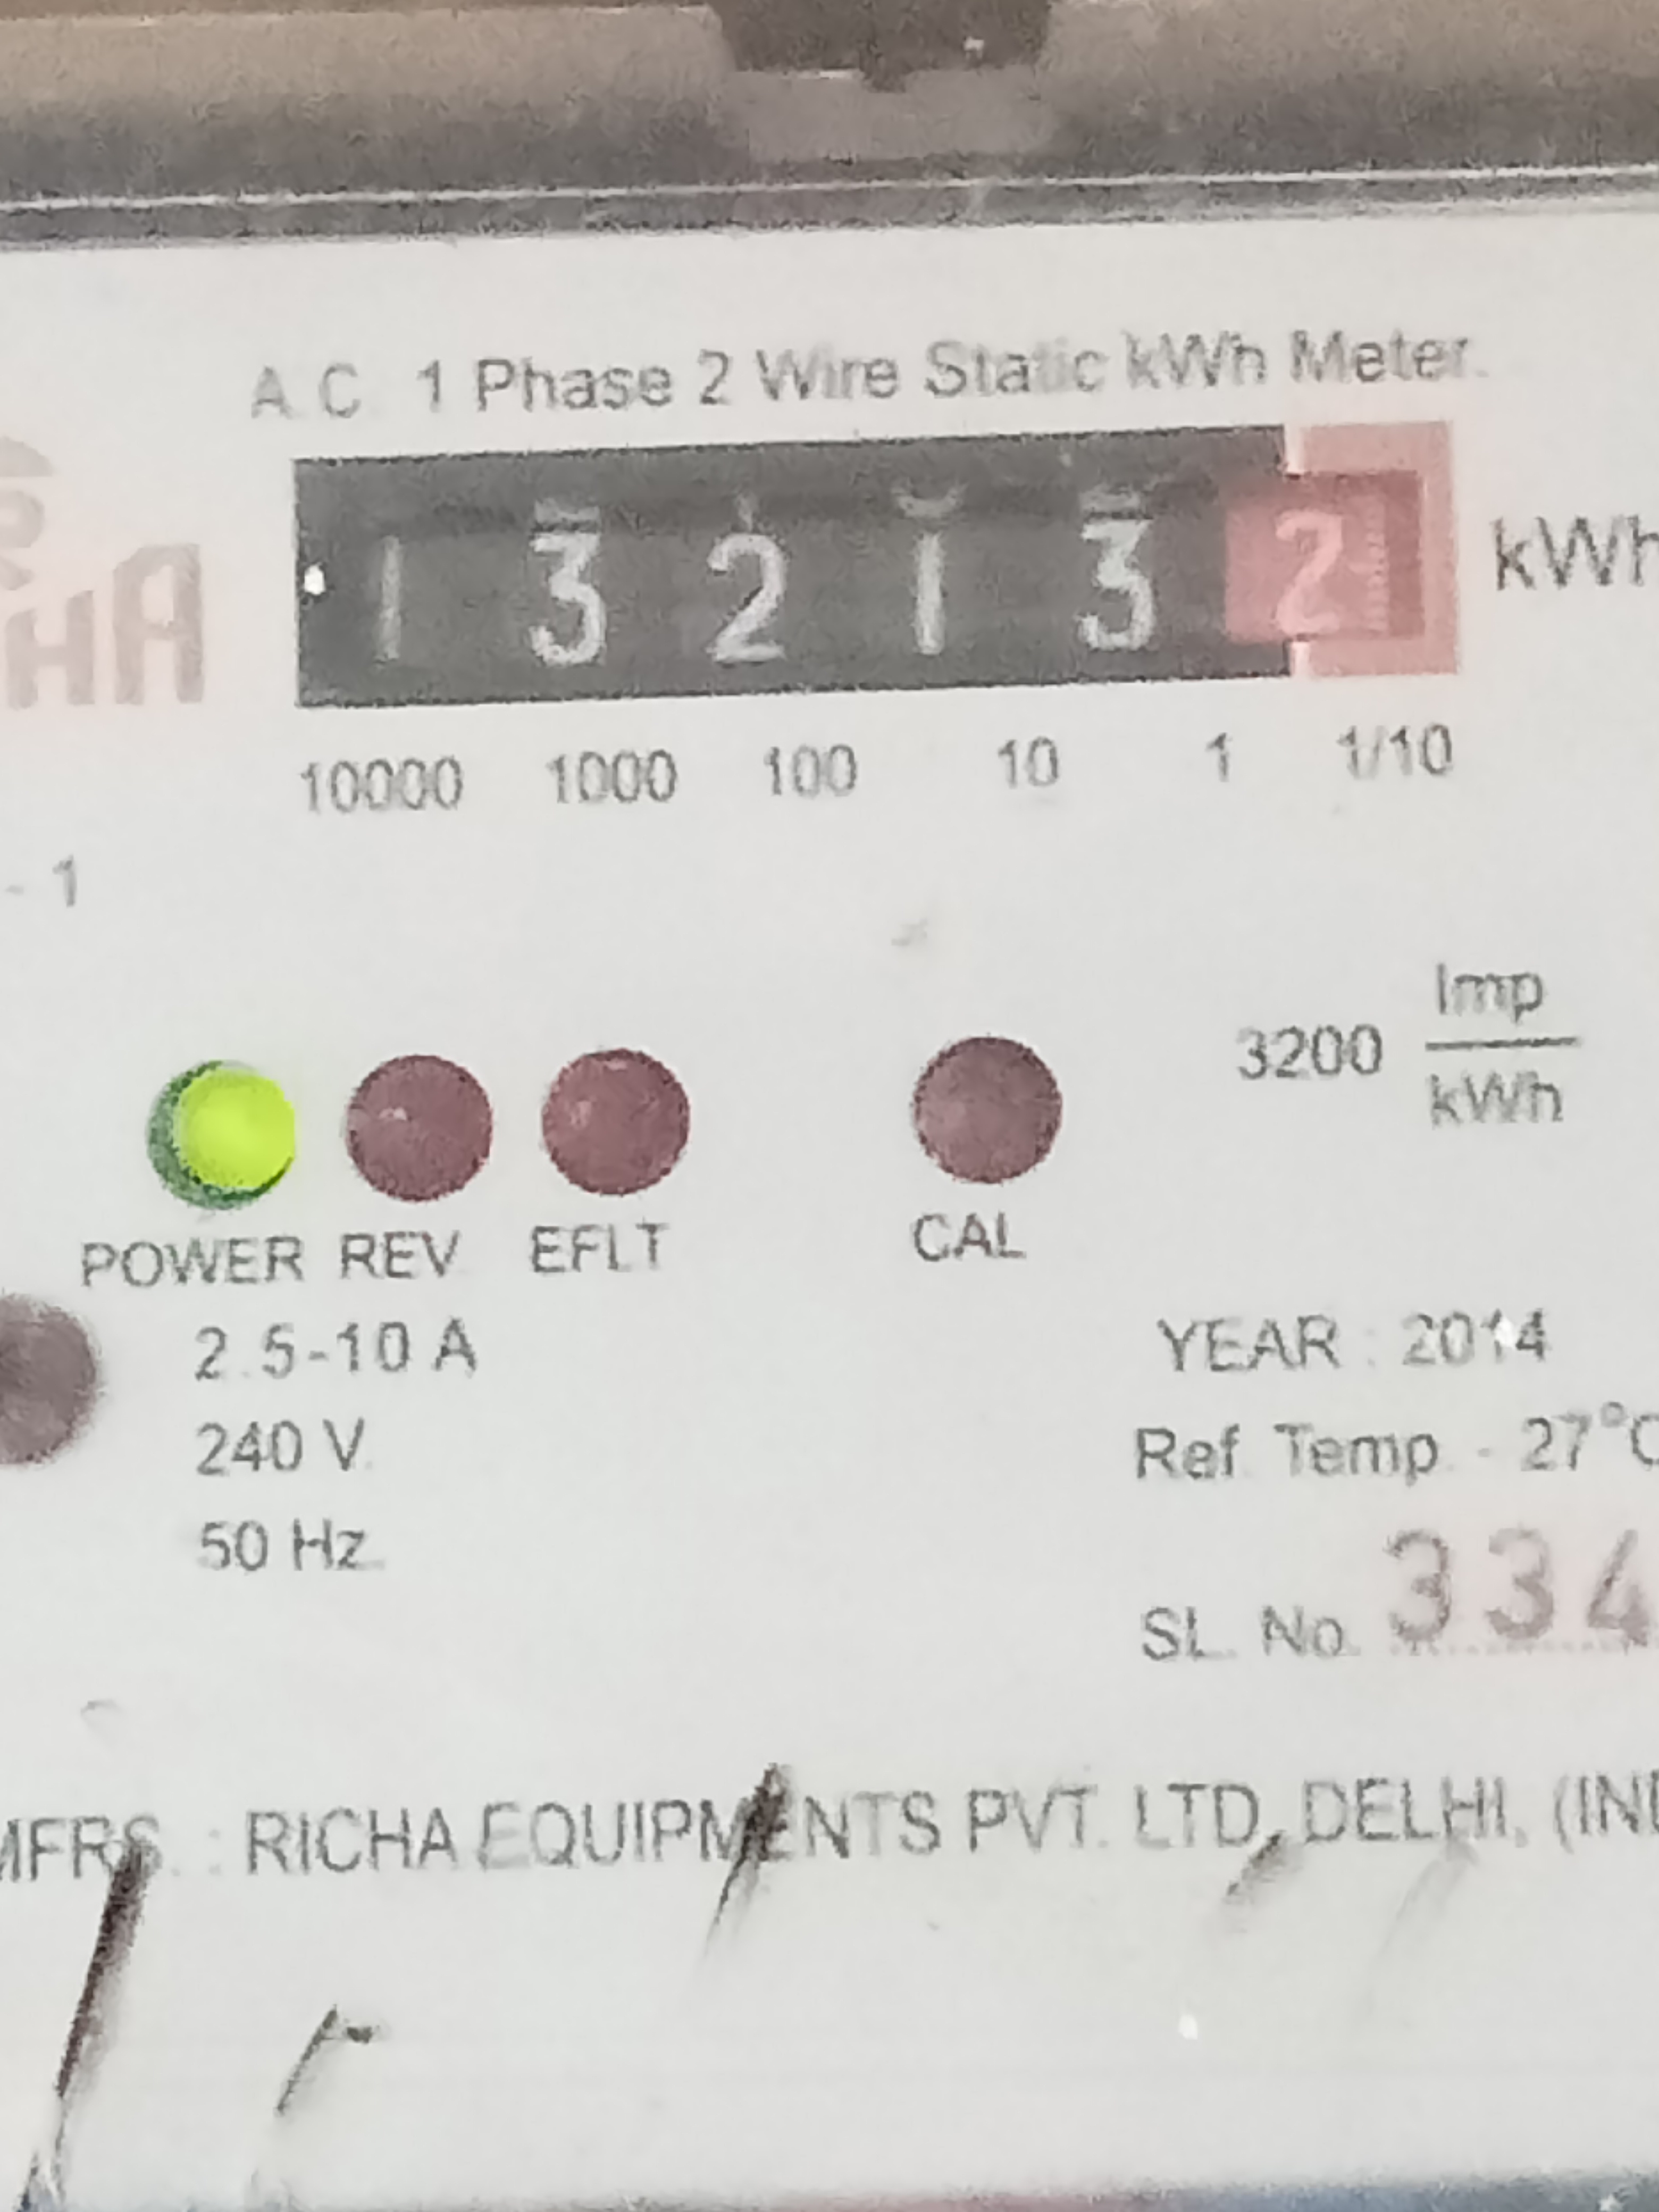 A.C. 1 Phase 2 Wire Static kWh Meter.
1 3 2 1 3 2 kWh
10000 1000 100 10 1 1/10
- 1
3200 Imp
kWh
POWER REV EFLT CAL
2.5-10 A
240 V.
50 Hz.
YEAR : 2014
Ref. Temp. - 27°C
SL. No. 334
MFRS. : RICHA EQUIPMENTS PVT. LTD, DELHI, (IND